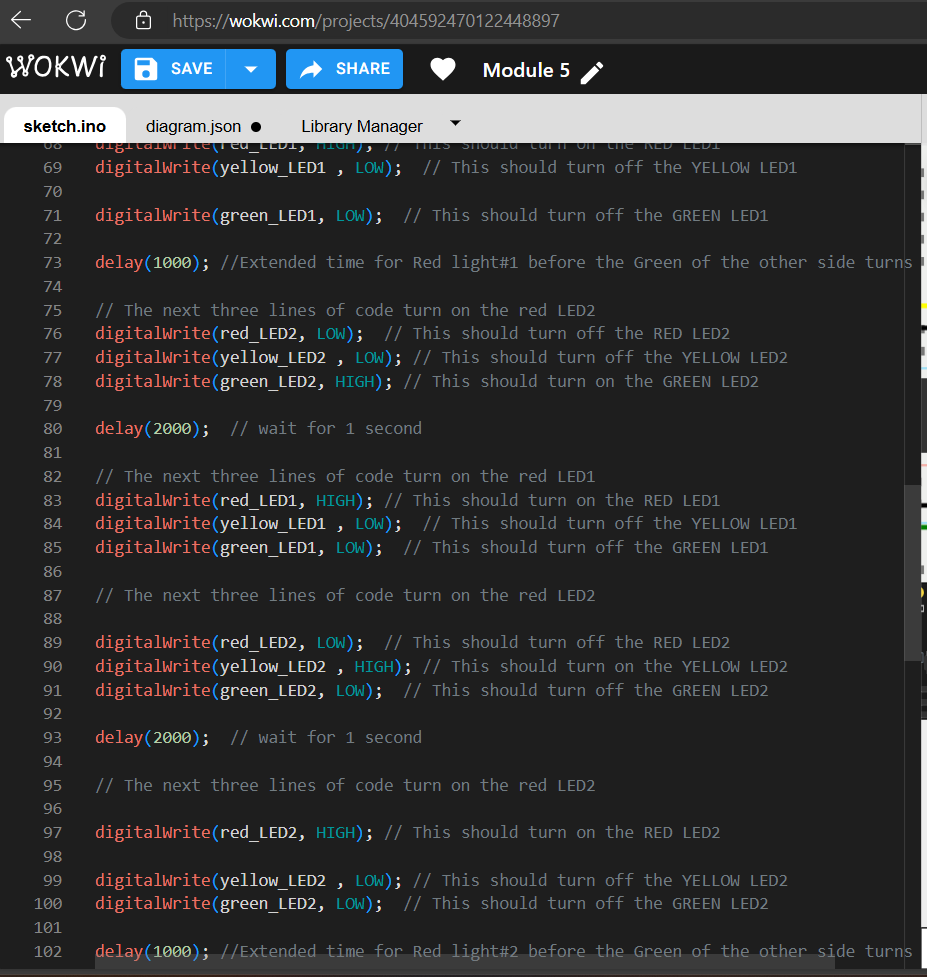 https://wokwi.com/projects/404592470122448897
WOKWI SAVE SHARE Module 5
sketch.ino diagram.json Library Manager
68 digitalWrite(red_LED1, HIGH); // This should turn on the RED LED1
69 digitalWrite(yellow_LED1 , LOW);  // This should turn off the YELLOW LED1
70
71 digitalWrite(green_LED1, LOW);  // This should turn off the GREEN LED1
72
73 delay(1000); //Extended time for Red light#1 before the Green of the other side turns
74
75 // The next three lines of code turn on the red LED2
76 digitalWrite(red_LED2, LOW);  // This should turn off the RED LED2
77 digitalWrite(yellow_LED2 , LOW); // This should turn off the YELLOW LED2
78 digitalWrite(green_LED2, HIGH); // This should turn on the GREEN LED2
79
80 delay(2000);  // wait for 1 second
81
82 // The next three lines of code turn on the red LED1
83 digitalWrite(red_LED1, HIGH); // This should turn on the RED LED1
84 digitalWrite(yellow_LED1 , LOW);  // This should turn off the YELLOW LED1
85 digitalWrite(green_LED1, LOW);  // This should turn off the GREEN LED1
86
87 // The next three lines of code turn on the red LED2
88
89 digitalWrite(red_LED2, LOW);  // This should turn off the RED LED2
90 digitalWrite(yellow_LED2 , HIGH); // This should turn on the YELLOW LED2
91 digitalWrite(green_LED2, LOW);  // This should turn off the GREEN LED2
92
93 delay(2000);  // wait for 1 second
94
95 // The next three lines of code turn on the red LED2
96
97 digitalWrite(red_LED2, HIGH); // This should turn on the RED LED2
98
99 digitalWrite(yellow_LED2 , LOW); // This should turn off the YELLOW LED2
100 digitalWrite(green_LED2, LOW);  // This should turn off the GREEN LED2
101
102 delay(1000); //Extended time for Red light#2 before the Green of the other side turns